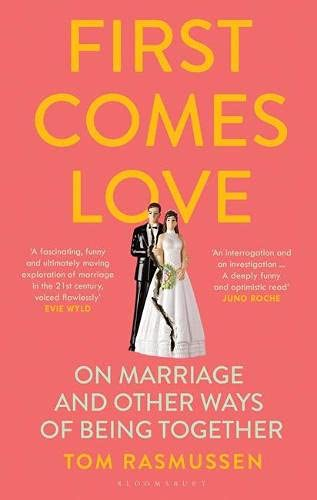 FIRST
COMES
LOVE
'A fascinating, funny
and ultimately moving
exploration of marriage
in the 21st century,
voiced flawlessly'
EVIE WYLD
'An interrogation and
an investigation ...
A deeply funny
and optimistic read'
JUNO ROCHE
ON MARRIAGE
AND OTHER WAYS
OF BEING TOGETHER
TOM RASMUSSEN
BLOOMSBURY